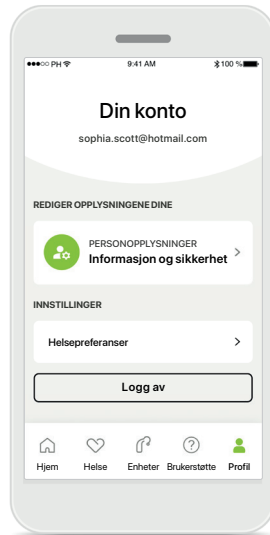 ●●●○○ PH 9:41 AM 100 %
Din konto
sophia.scott@hotmail.com
REDIGER OPPLYSNINGENE DINE
PERSONOPPLYSNINGER
Informasjon og sikkerhet
INNSTILLINGER
Helsepreferanser
Logg av
Hjem Helse Enheter Brukerstøtte Profil